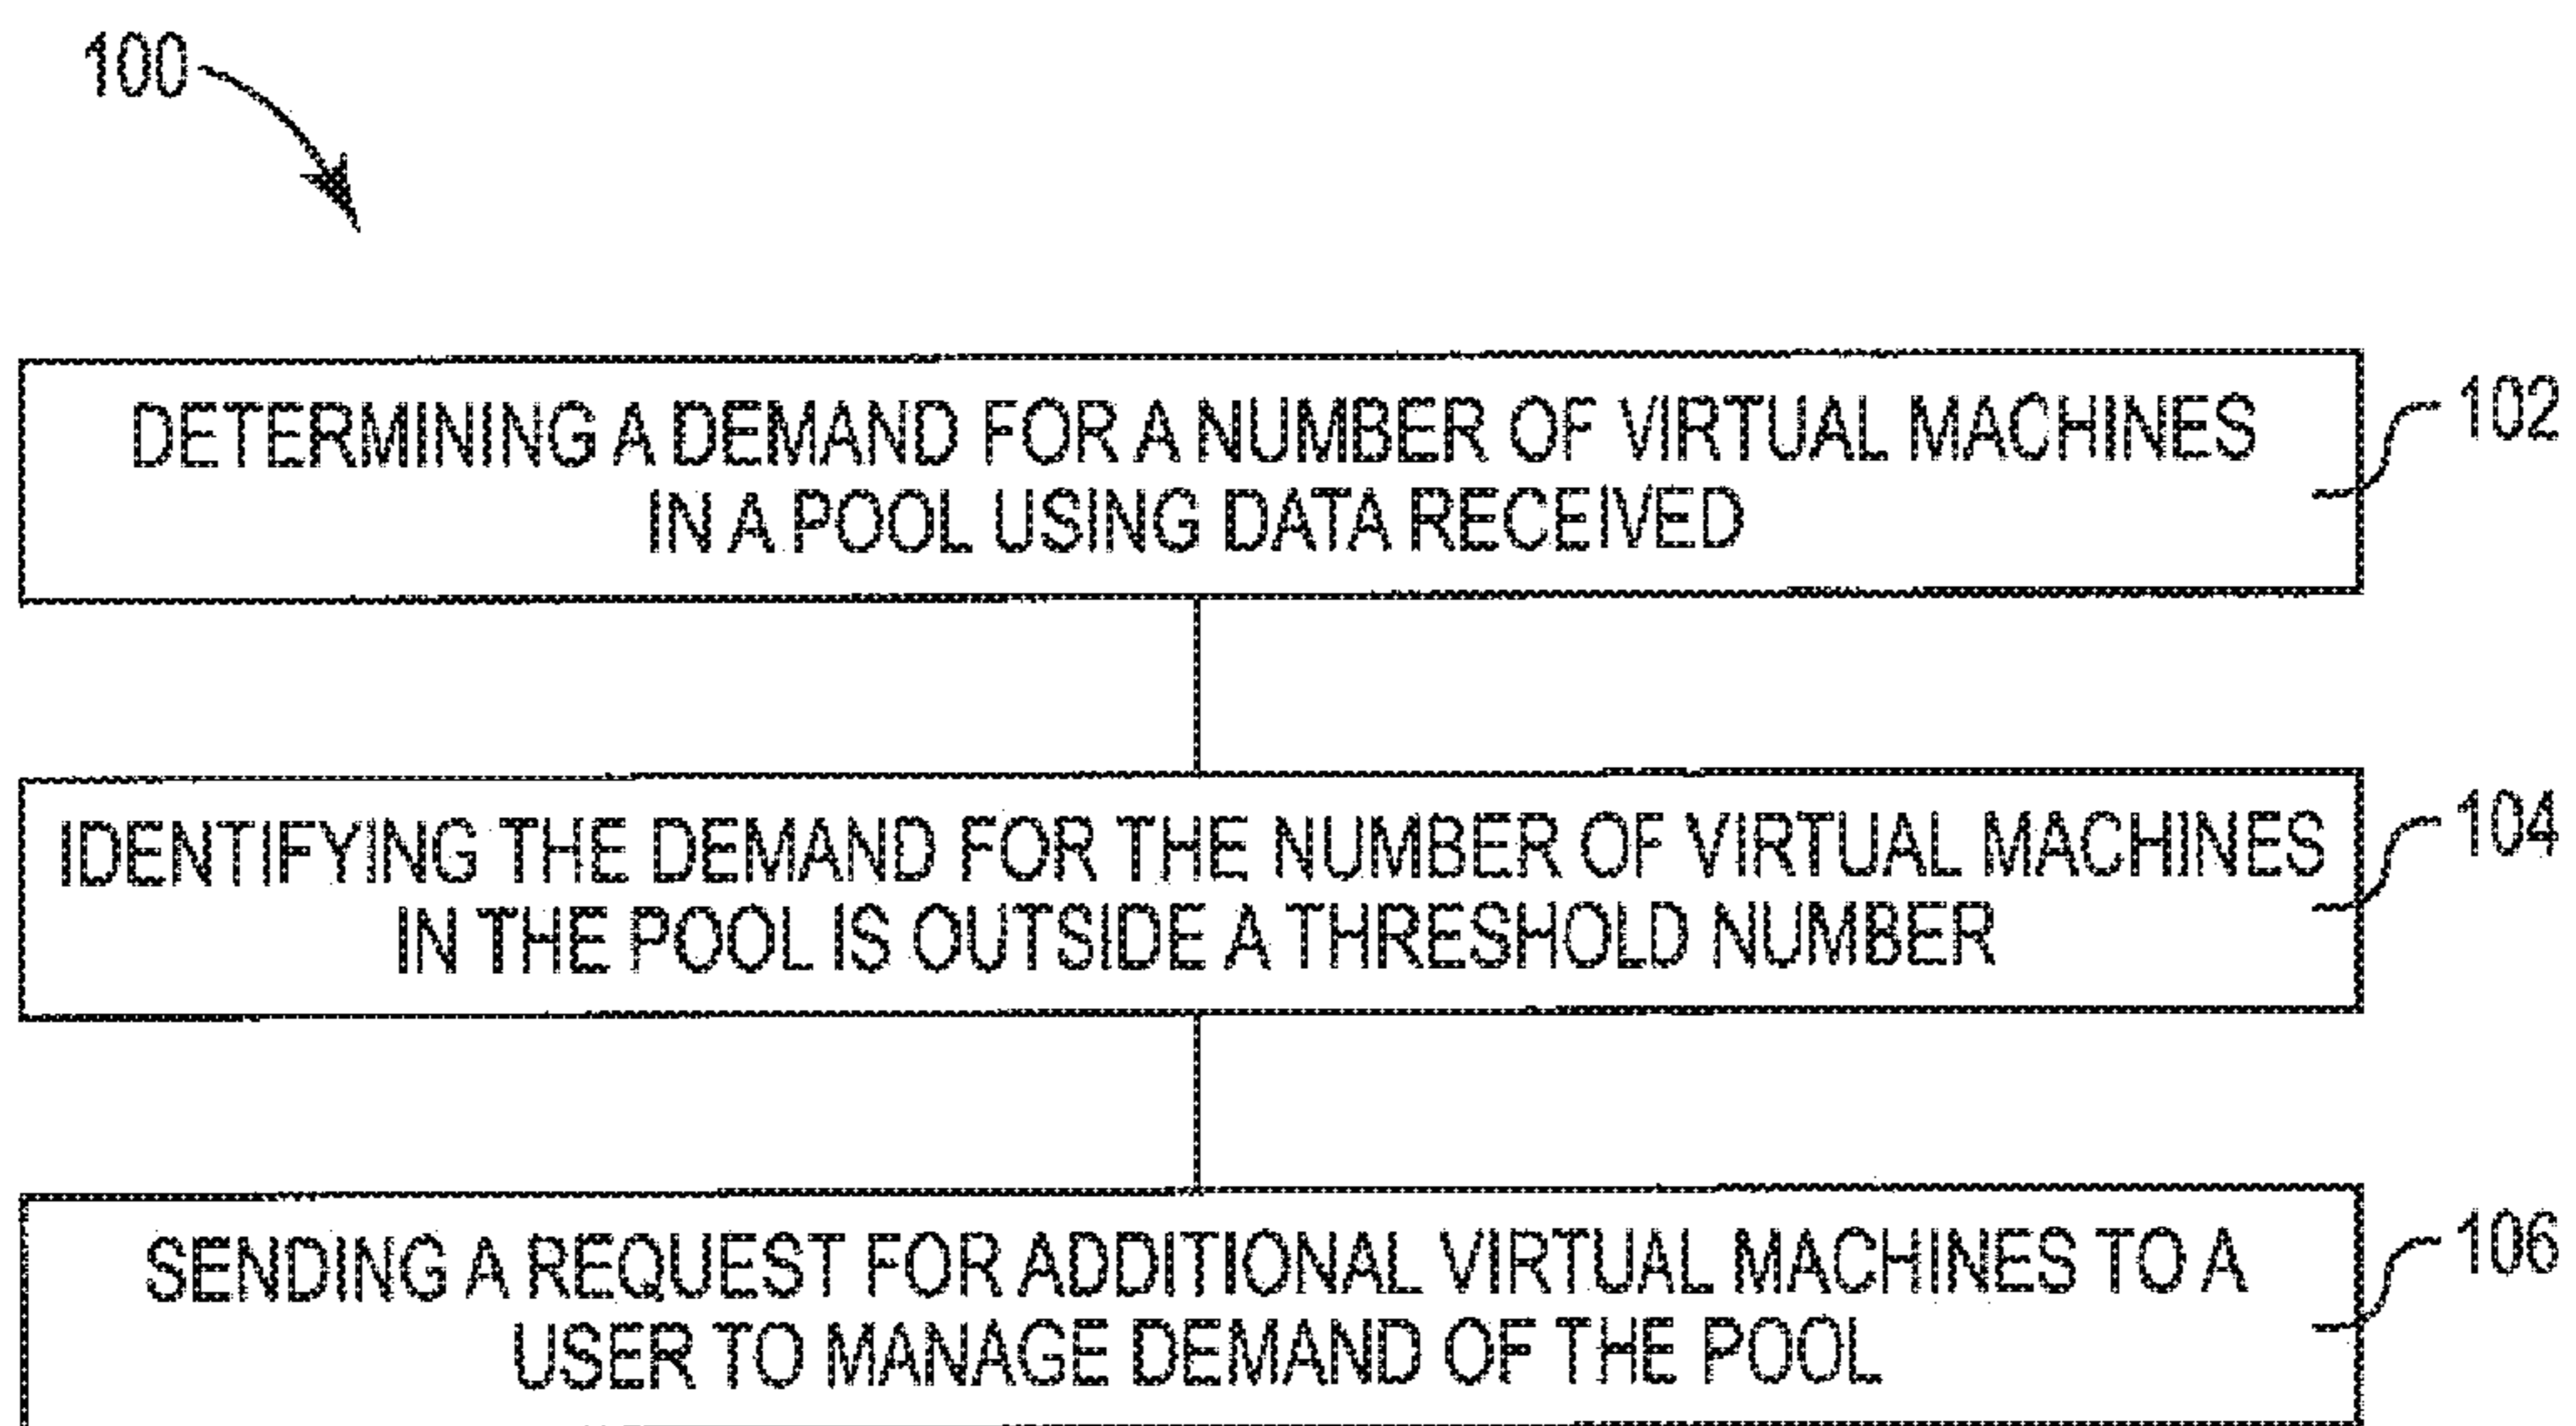 100
DETERMINING A DEMAND FOR A NUMBER OF VIRTUAL MACHINES
IN A POOL USING DATA RECEIVED
102
IDENTIFYING THE DEMAND FOR THE NUMBER OF VIRTUAL MACHINES
IN THE POOL IS OUTSIDE A THRESHOLD NUMBER
104
SENDING A REQUEST FOR ADDITIONAL VIRTUAL MACHINES TO A
USER TO MANAGE DEMAND OF THE POOL
106